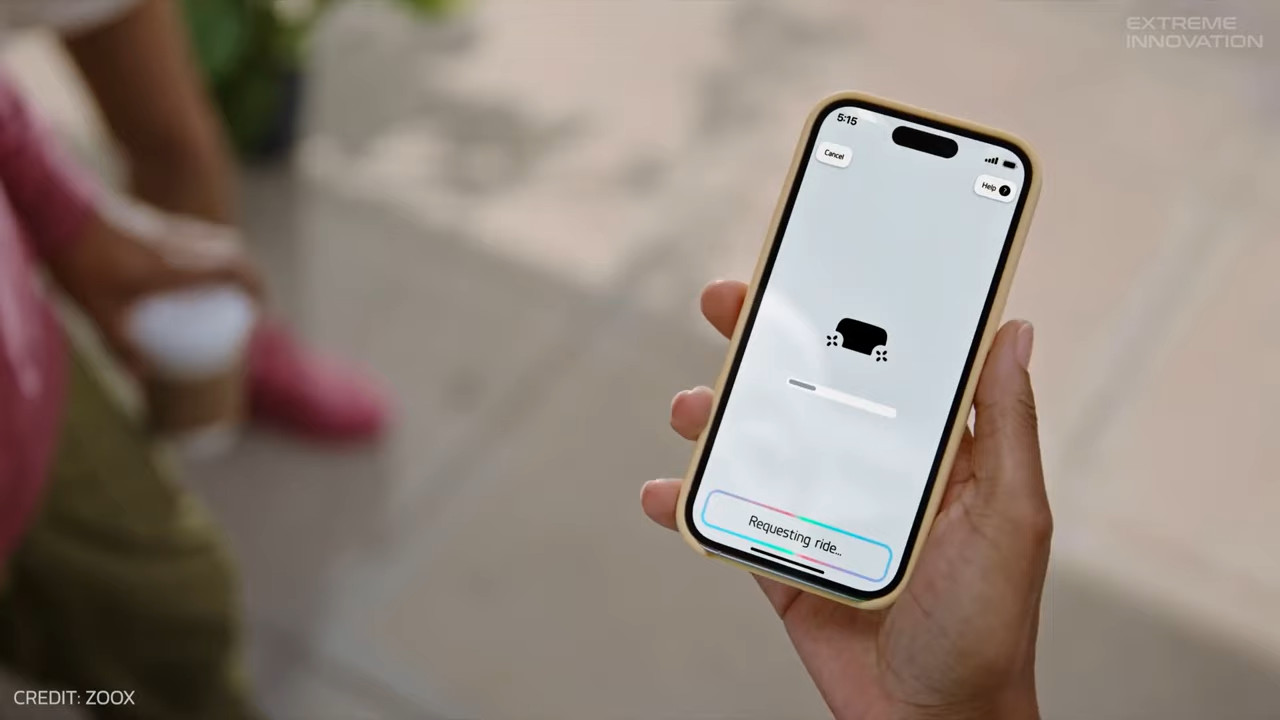 EXTREME
INNOVATION
5:15
Cancel
Help ?
Requesting ride...
CREDIT: ZOOX